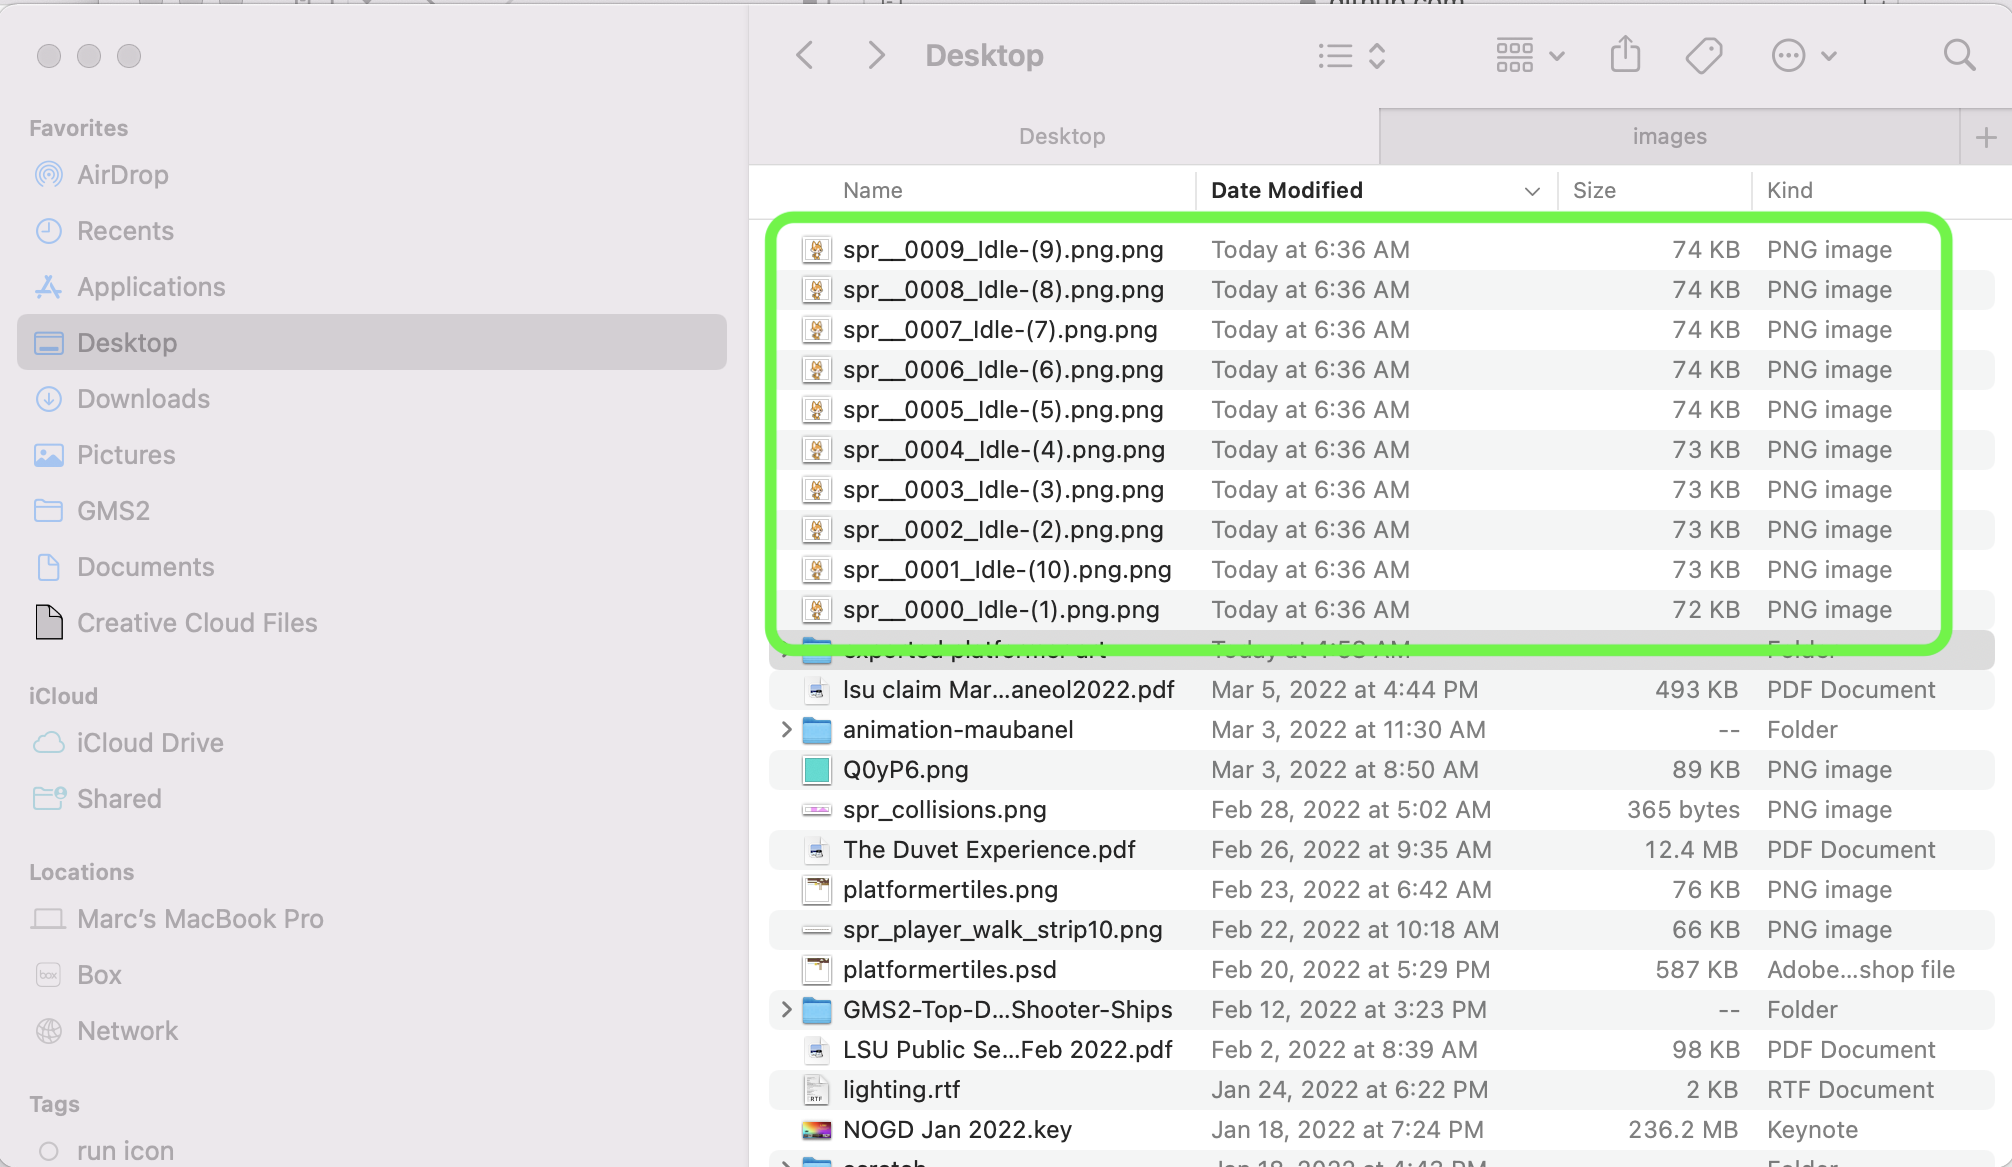 github.com
Desktop
Desktop
images
Favorites
AirDrop
Recents
Applications
Desktop
Downloads
Pictures
GMS2
Documents
Creative Cloud Files
iCloud
iCloud Drive
Shared
Locations
Marc's MacBook Pro
Box
Network
Tags
run icon
Name Date Modified Size Kind
spr__0009_Idle-(9).png.png Today at 6:36 AM 74 KB PNG image
spr__0008_Idle-(8).png.png Today at 6:36 AM 74 KB PNG image
spr__0007_Idle-(7).png.png Today at 6:36 AM 74 KB PNG image
spr__0006_Idle-(6).png.png Today at 6:36 AM 74 KB PNG image
spr__0005_Idle-(5).png.png Today at 6:36 AM 74 KB PNG image
spr__0004_Idle-(4).png.png Today at 6:36 AM 73 KB PNG image
spr__0003_Idle-(3).png.png Today at 6:36 AM 73 KB PNG image
spr__0002_Idle-(2).png.png Today at 6:36 AM 73 KB PNG image
spr__0001_Idle-(10).png.png Today at 6:36 AM 73 KB PNG image
spr__0000_Idle-(1).png.png Today at 6:36 AM 72 KB PNG image
exported platformer art Today at AM Folder
lsu claim Mar...aneol2022.pdf Mar 5, 2022 at 4:44 PM 493 KB PDF Document
animation-maubanel Mar 3, 2022 at 11:30 AM -- Folder
Q0yP6.png Mar 3, 2022 at 8:50 AM 89 KB PNG image
spr_collisions.png Feb 28, 2022 at 5:02 AM 365 bytes PNG image
The Duvet Experience.pdf Feb 26, 2022 at 9:35 AM 12.4 MB PDF Document
platformertiles.png Feb 23, 2022 at 6:42 AM 76 KB PNG image
spr_player_walk_strip10.png Feb 22, 2022 at 10:18 AM 66 KB PNG image
platformertiles.psd Feb 20, 2022 at 5:29 PM 587 KB Adobe...shop file
GMS2-Top-D...Shooter-Ships Feb 12, 2022 at 3:23 PM -- Folder
LSU Public Se...Feb 2022.pdf Feb 2, 2022 at 8:39 AM 98 KB PDF Document
lighting.rtf Jan 24, 2022 at 6:22 PM 2 KB RTF Document
NOGD Jan 2022.key Jan 18, 2022 at 7:24 PM 236.2 MB Keynote
scratch Jan 18, 2022 at 4:43 PM Folder